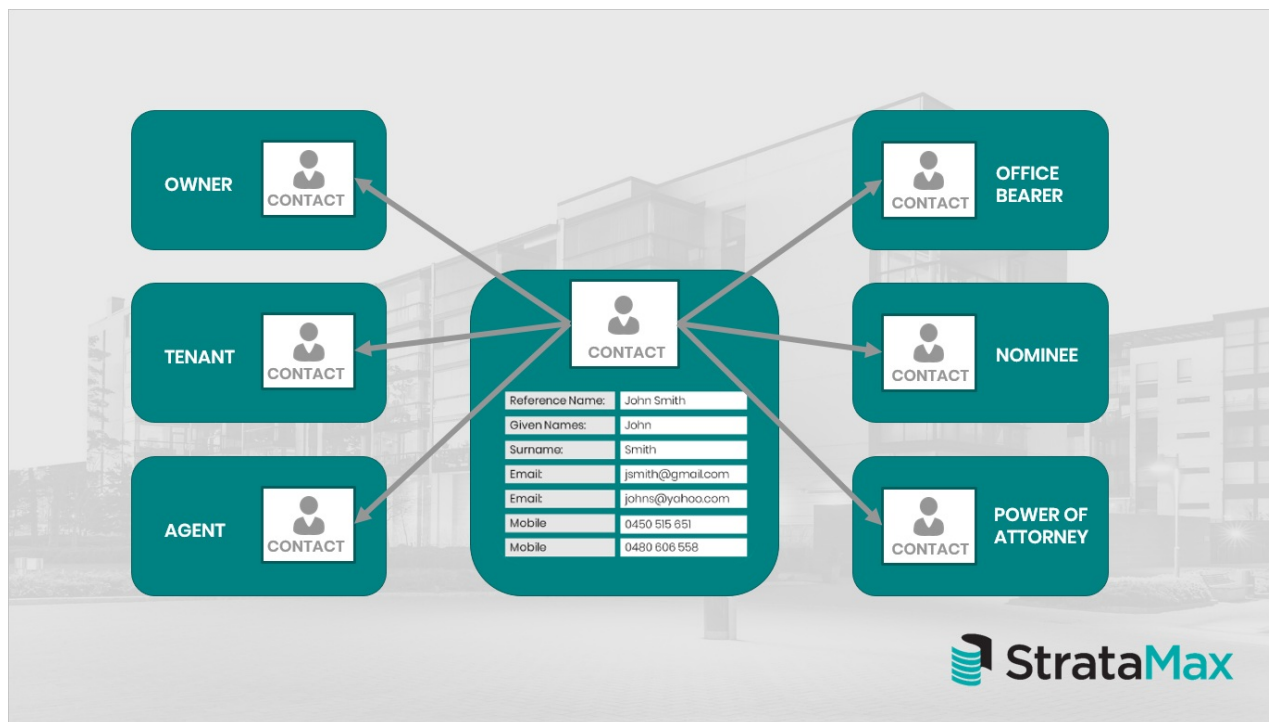 OWNER
CONTACT
TENANT
CONTACT
AGENT
CONTACT
CONTACT
Reference Name: John Smith
Given Names: John
Surname: Smith
Email: jsmith@gmail.com
Email: johns@yahoo.com
Mobile 0450 515 651
Mobile 0480 606 558
CONTACT
OFFICE
BEARER
CONTACT
NOMINEE
CONTACT
POWER OF
ATTORNEY
StrataMax